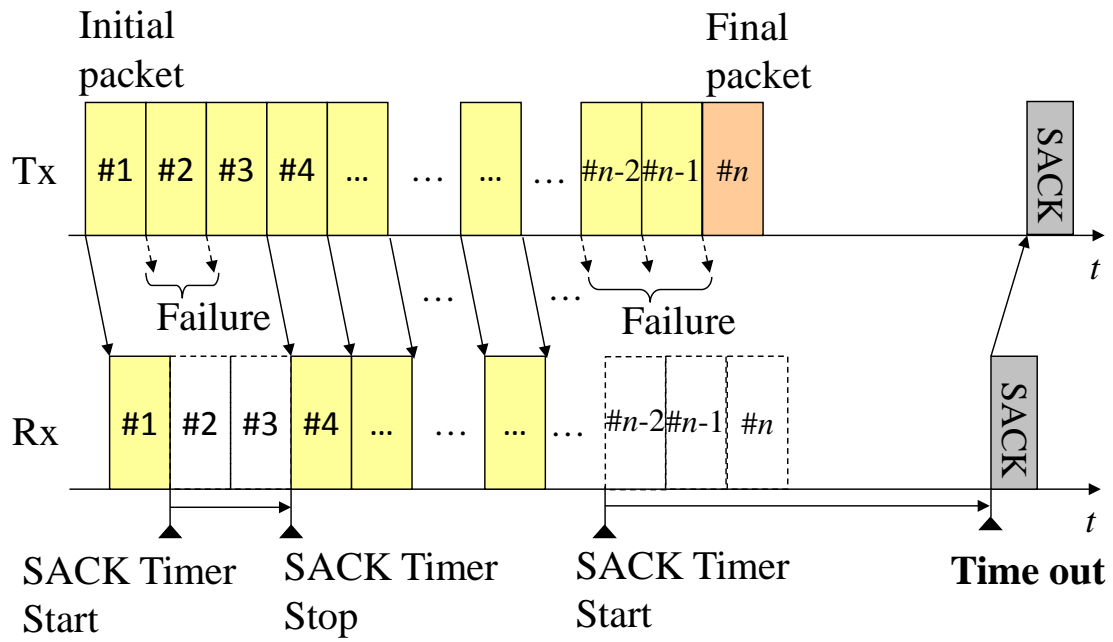 Initial
packet
Final
packet
Tx
#1 #2 #3 #4 ... … ... … #n-2 #n-1 #n
SACK
t
Failure
… …
Failure
Rx
#1 #2 #3 #4 ... … ... … #n-2 #n-1 #n
SACK
t
SACK Timer
Start
SACK Timer
Stop
SACK Timer
Start
Time out